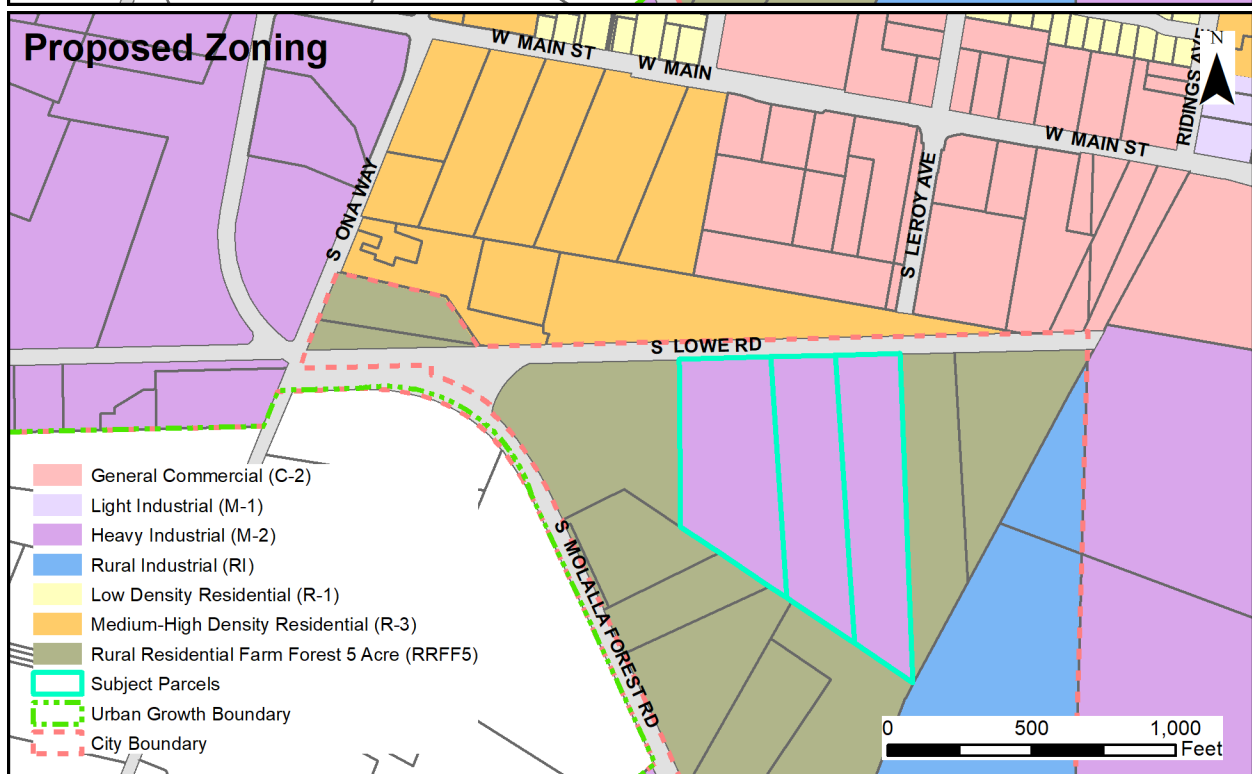 Proposed Zoning
W MAIN ST
W MAIN
RIDINGS AVE
N
W MAIN ST
S ONA WAY
S LEROY AVE
S LOWE RD
S MOLALLA FOREST RD
General Commercial (C-2)
Light Industrial (M-1)
Heavy Industrial (M-2)
Rural Industrial (RI)
Low Density Residential (R-1)
Medium-High Density Residential (R-3)
Rural Residential Farm Forest 5 Acre (RRFF5)
Subject Parcels
Urban Growth Boundary
City Boundary
0 500 1,000
Feet